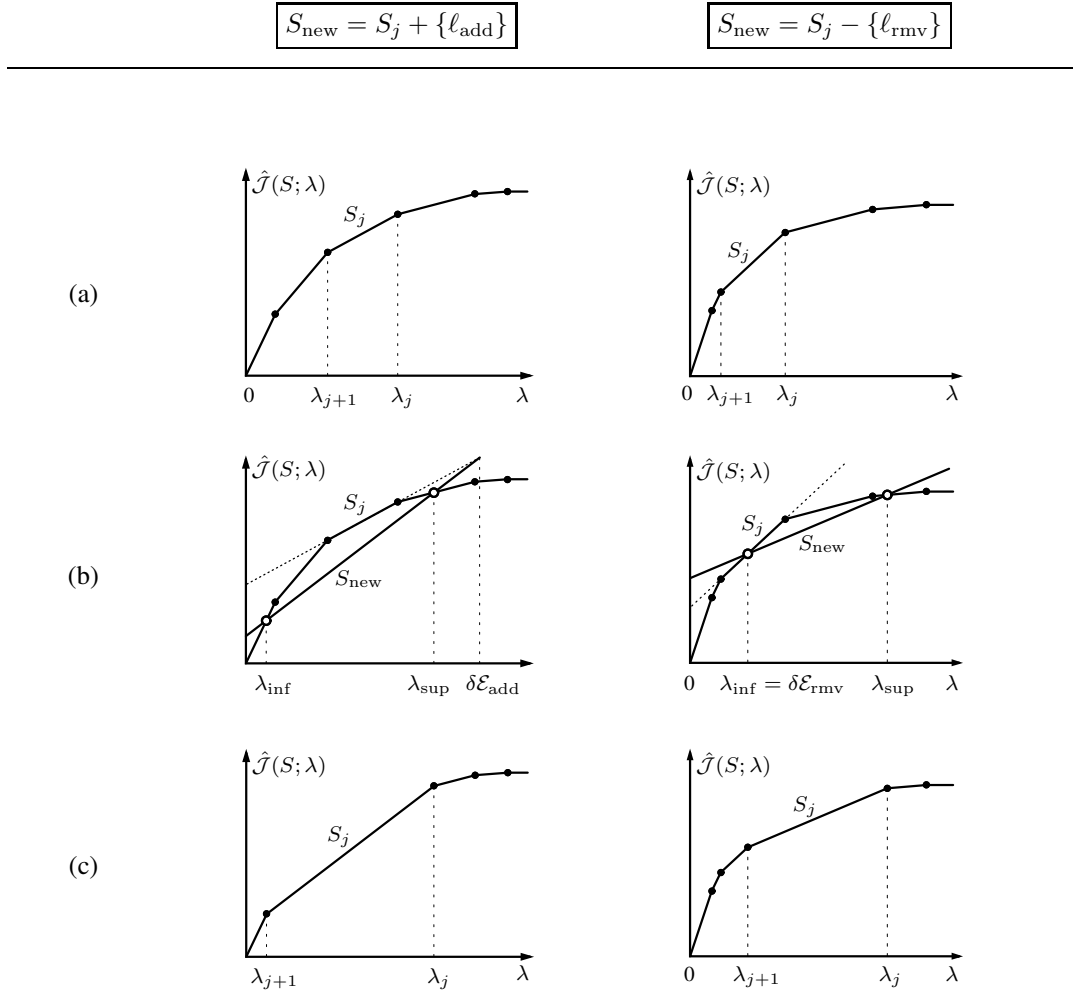 S_new = S_j + {ℓ_add}
S_new = S_j − {ℓ_rmv}
(a)
Ĵ(S; λ)
S_j
0
λ_{j+1}
λ_j
λ
Ĵ(S; λ)
S_j
0
λ_{j+1}
λ_j
λ
(b)
Ĵ(S; λ)
S_j
S_new
λ_inf
λ_sup
δℰ_add
Ĵ(S; λ)
S_j
S_new
0
λ_inf = δℰ_rmv
λ_sup
λ
(c)
Ĵ(S; λ)
S_j
λ_{j+1}
λ_j
λ
Ĵ(S; λ)
S_j
0
λ_{j+1}
λ_j
λ